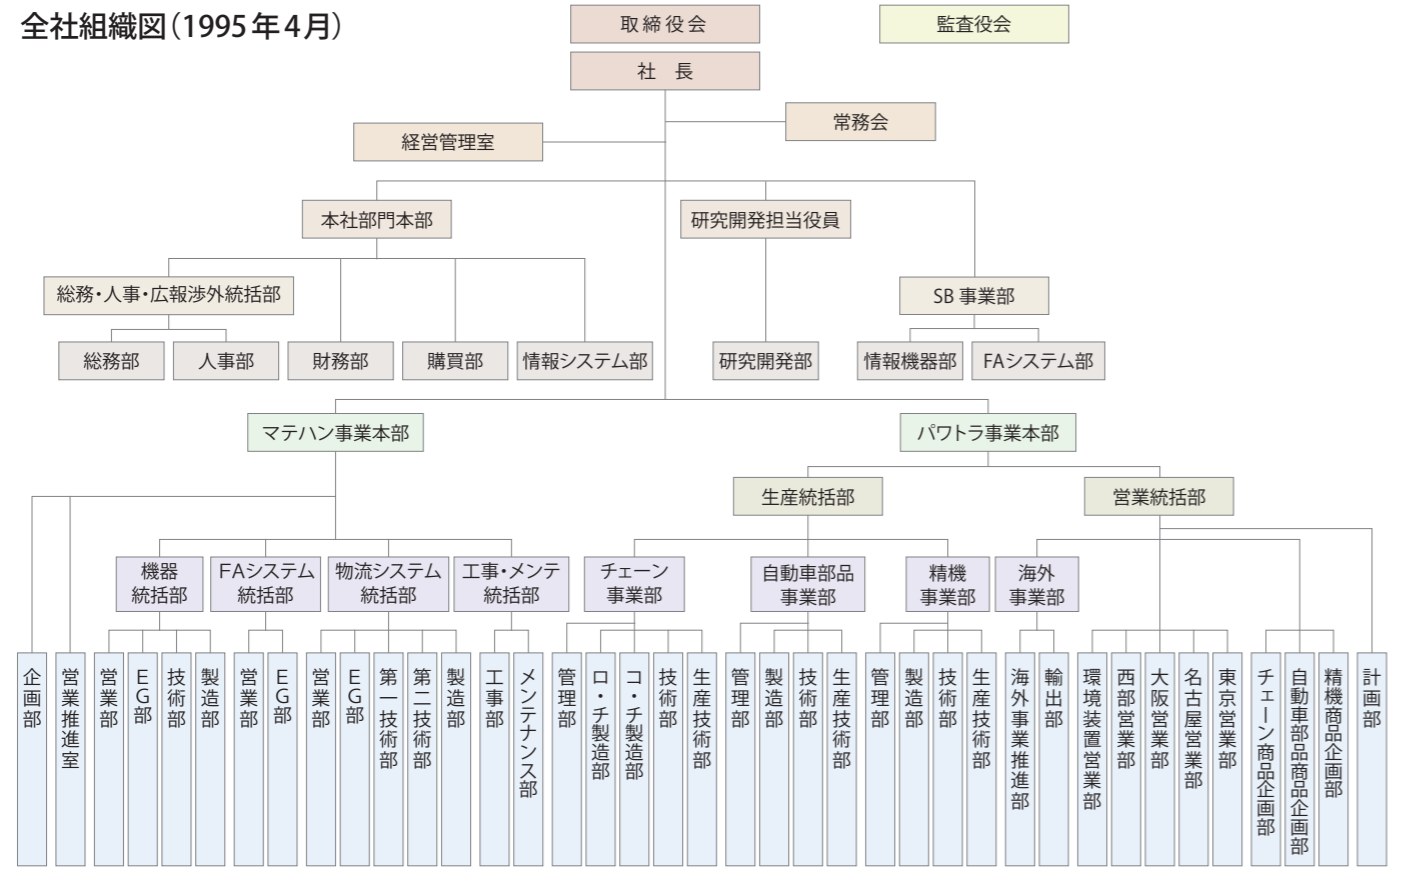 全社組織図（1995年4月）
取締役会
監査役会
社　長
常務会
経営管理室
本社部門本部
研究開発担当役員
総務・人事・広報渉外統括部
SB 事業部
総務部
人事部
財務部
購買部
情報システム部
研究開発部
情報機器部
FAシステム部
マテハン事業本部
パワトラ事業本部
生産統括部
営業統括部
機器
統括部
FAシステム
統括部
物流システム
統括部
工事・メンテ
統括部
チェーン
事業部
自動車部品
事業部
精機
事業部
海外
事業部
企画部
営業推進室
営業部
EG部
技術部
製造部
営業部
EG部
営業部
EG部
第一技術部
第二技術部
製造部
工事部
メンテナンス部
管理部
ロ・チ製造部
コ・チ製造部
技術部
生産技術部
管理部
製造部
技術部
生産技術部
管理部
製造部
技術部
生産技術部
海外事業推進部
輸出部
環境装置営業部
西部営業部
大阪営業部
名古屋営業部
東京営業部
チェーン商品企画部
自動車部品商品企画部
精機商品企画部
計画部